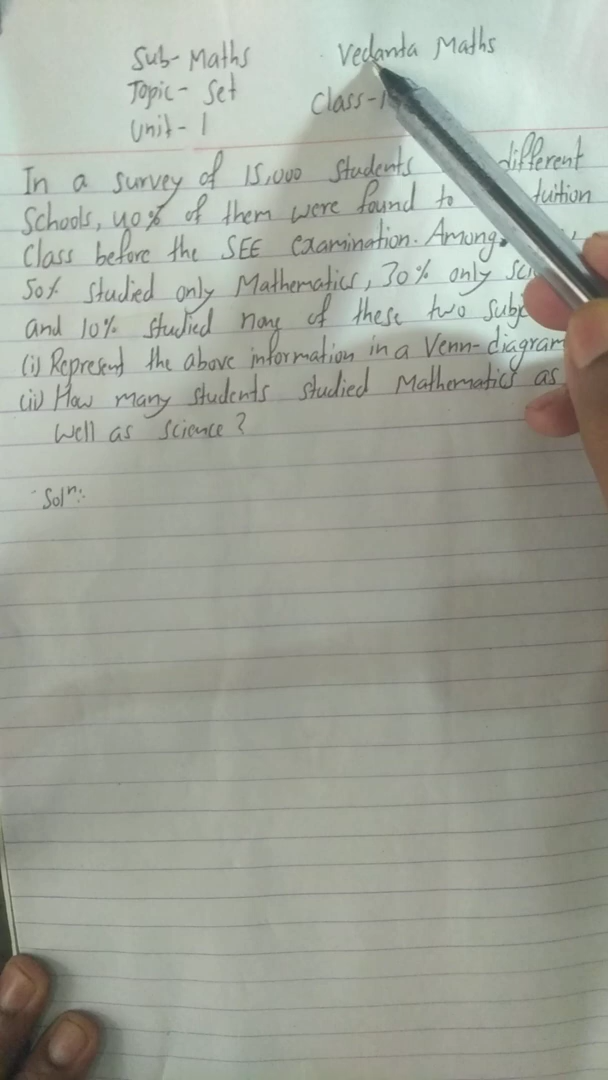 Sub- Maths
Vedanta Maths
Topic- Set
Class-1
Unit- 1
In a survey of 15,000 students different
Schools, 40% of them were found to tuition
Class before the SEE examination. Among
50% studied only Mathematics, 30% only
and 10% studied none of these two
(i) Represent the above information in a Venn-diagram
(ii) How many students studied Mathematics as
well as science?
Solⁿ: